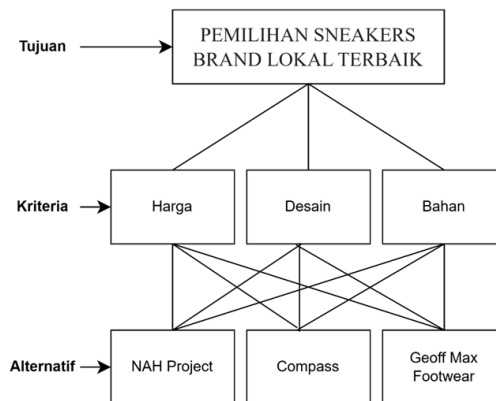 Tujuan
PEMILIHAN SNEAKERS
BRAND LOKAL TERBAIK
Kriteria
Harga
Desain
Bahan
Alternatif
NAH Project
Compass
Geoff Max
Footwear